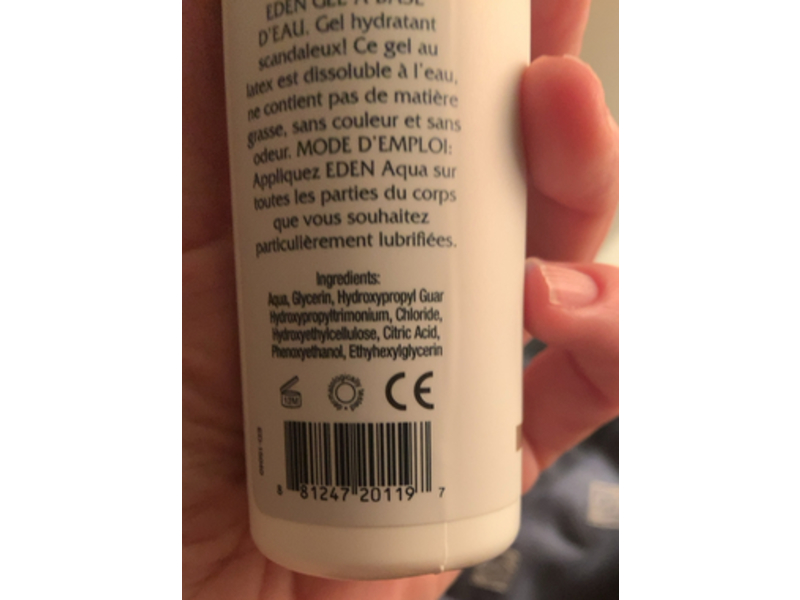 EDEN GEL À BASE
D'EAU. Gel hydratant
scandaleux! Ce gel au
latex est dissoluble à l'eau,
ne contient pas de matière
grasse, sans couleur et sans
odeur. MODE D'EMPLOI:
Appliquez EDEN Aqua sur
toutes les parties du corps
que vous souhaitez
particulièrement lubrifiées.
Ingredients:
Aqua, Glycerin, Hydroxypropyl Guar
Hydroxypropyltrimonium, Chloride,
Hydroxyethylcellulose, Citric Acid,
Phenoxyethanol, Ethyhexylglycerin
12M
dermatologically tested
CE
8 81247 20119 7